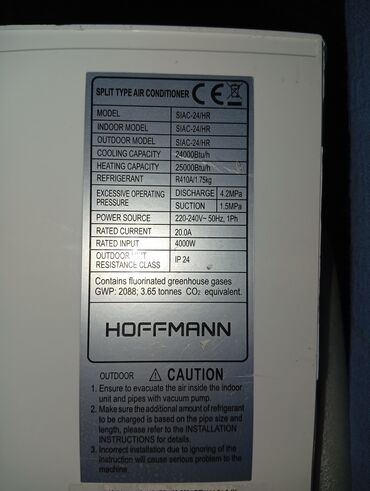 SPLIT TYPE AIR CONDITIONER CE
MODEL SIAC-24/HR
INDOOR MODEL SIAC-24/HR
OUTDOOR MODEL SIAC-24/HR
COOLING CAPACITY 24000Btu/h
HEATING CAPACITY 25000Btu/h
REFRIGERANT R410A/1.75kg
EXCESSIVE OPERATING PRESSURE DISCHARGE 4.2MPa
SUCTION 1.5MPa
POWER SOURCE 220-240V~ 50Hz, 1Ph
RATED CURRENT 20.0A
RATED INPUT 4000W
OUTDOOR UNIT
RESISTANCE CLASS IP 24
Contains fluorinated greenhouse gases
GWP: 2088; 3.65 tonnes CO₂ equivalent.
HOFFMANN
OUTDOOR CAUTION
1. Ensure to evacuate the air inside the indoor
unit and pipes with vacuum pump.
2. Make sure the additional amount of refrigerant
to be charged is based on the pipe size and
length, please refer to the INSTALLATION
INSTRUCTIONS for details.
3. Incorrect installation due to ignoring of the
instruction will cause serious problem to the
machine.